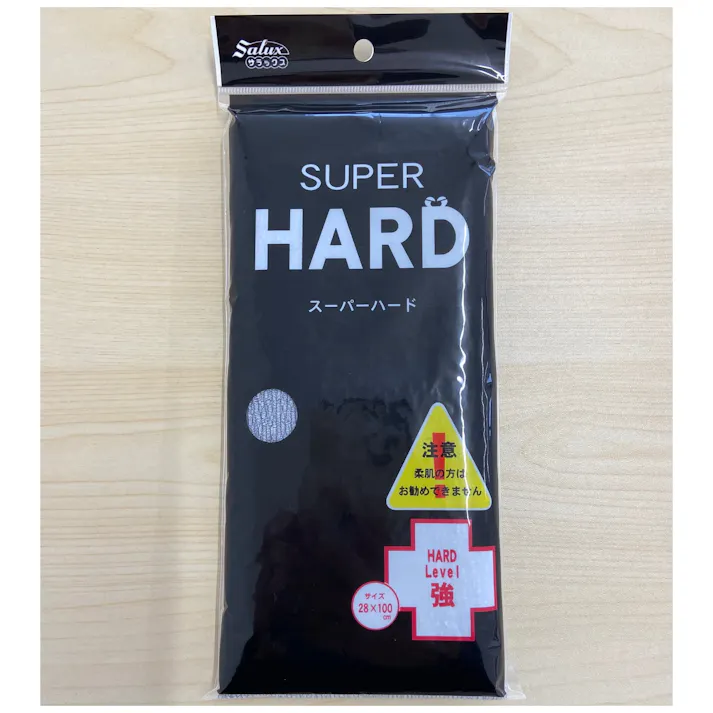 Salux
サラックス
SUPER
HARD
スーパーハード
注意
柔肌の方は
お勧めできません
HARD
Level
強
サイズ
28×100
cm